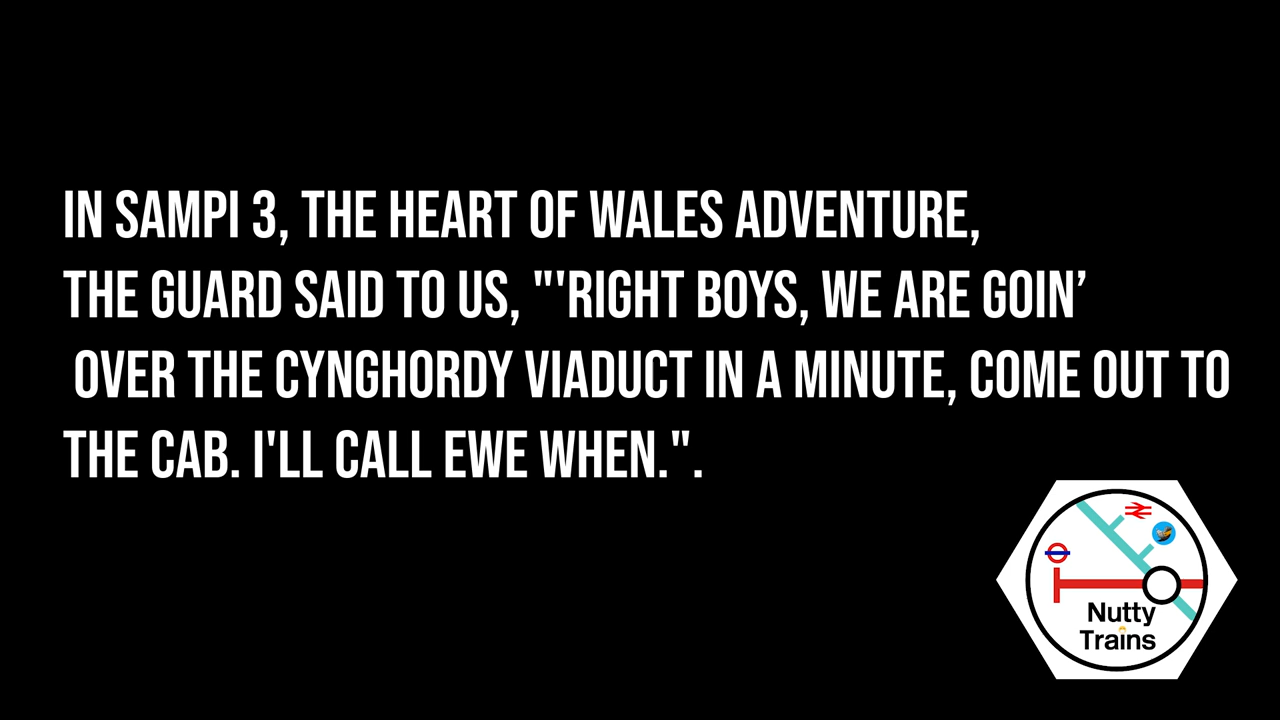 IN SAMPI 3, THE HEART OF WALES ADVENTURE,
THE GUARD SAID TO US, "'RIGHT BOYS, WE ARE GOIN’
OVER THE CYNGHORDY VIADUCT IN A MINUTE, COME OUT TO
THE CAB. I'LL CALL EWE WHEN.".
Nutty
Trains